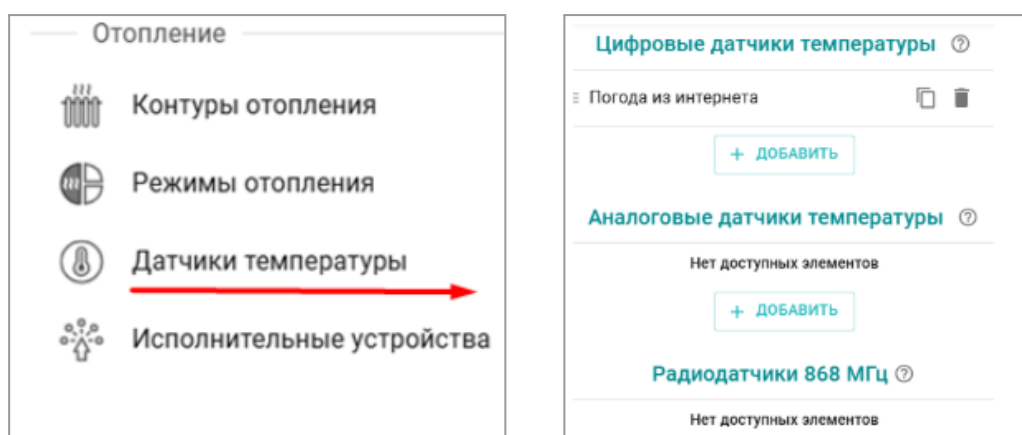 Отопление
Контуры отопления
Режимы отопления
Датчики температуры
Исполнительные устройства
Цифровые датчики температуры
Погода из интернета
+ ДОБАВИТЬ
Аналоговые датчики температуры
Нет доступных элементов
+ ДОБАВИТЬ
Радиодатчики 868 МГц
Нет доступных элементов